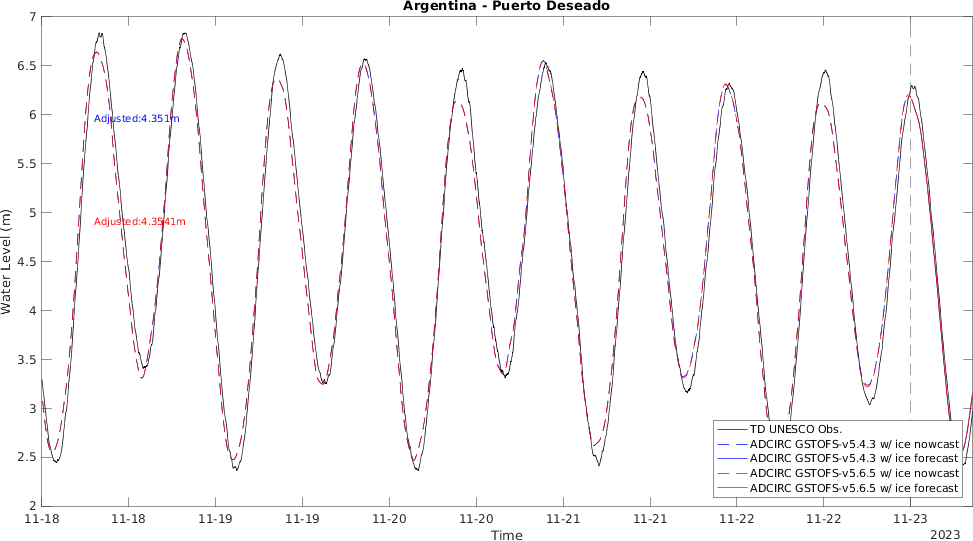 Argentina - Puerto Deseado
7
6.5
6
5.5
5
4.5
4
3.5
3
2.5
2
Water Level (m)
Adjusted:4.351m
Adjusted:4.3541m
TD UNESCO Obs.
ADCIRC GSTOFS-v5.4.3 w/ ice nowcast
ADCIRC GSTOFS-v5.4.3 w/ ice forecast
ADCIRC GSTOFS-v5.6.5 w/ ice nowcast
ADCIRC GSTOFS-v5.6.5 w/ ice forecast
11-18 11-18 11-19 11-19 11-20 11-20 11-21 11-21 11-22 11-22 11-23
Time
2023